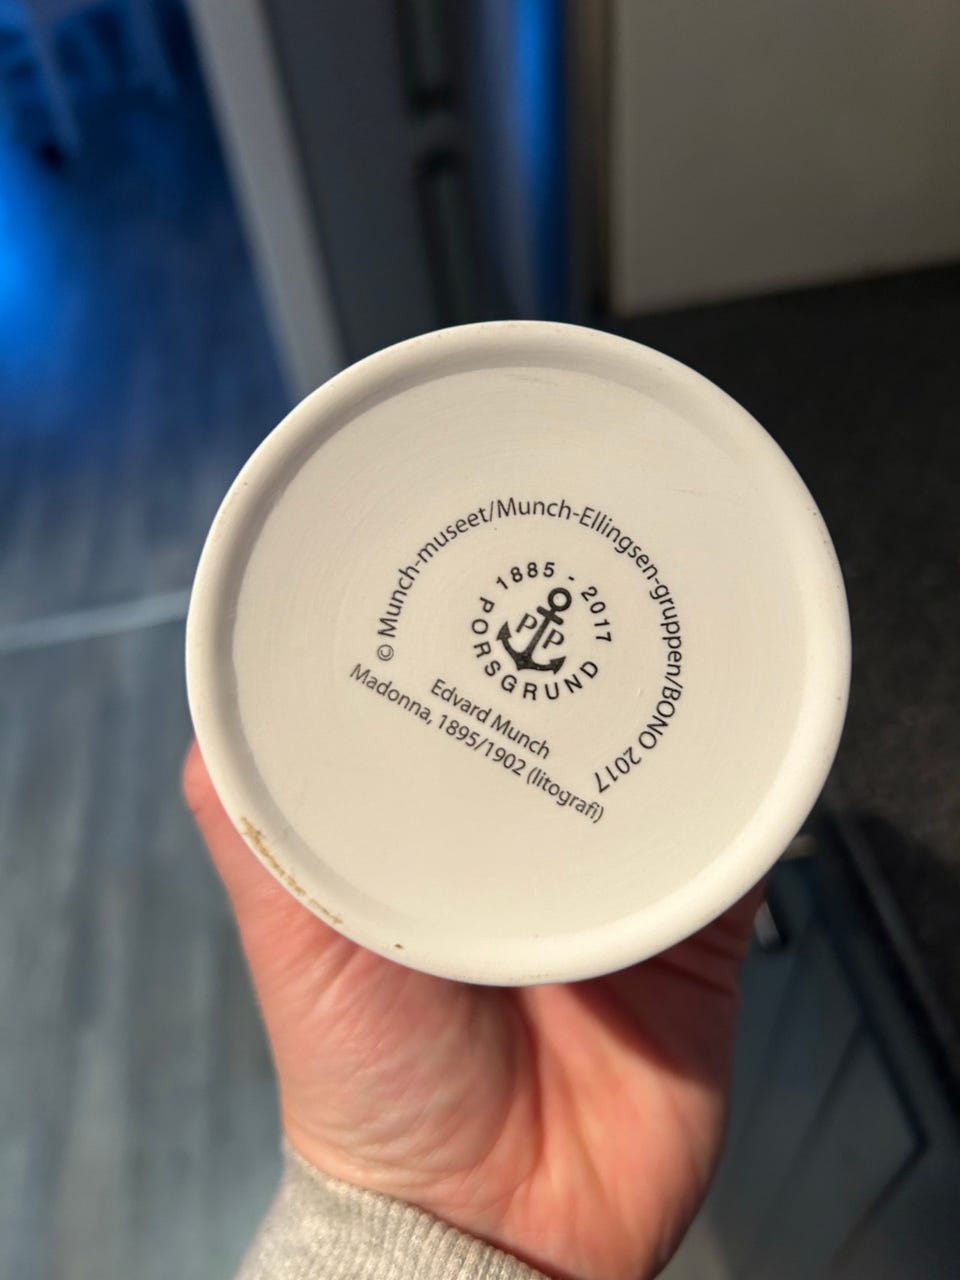 © Munch-museet/Munch-Ellingsen-gruppen/BONO 2017
1885 - 2017
PP
PORSGRUND
Edvard Munch
Madonna, 1895/1902 (litografi)